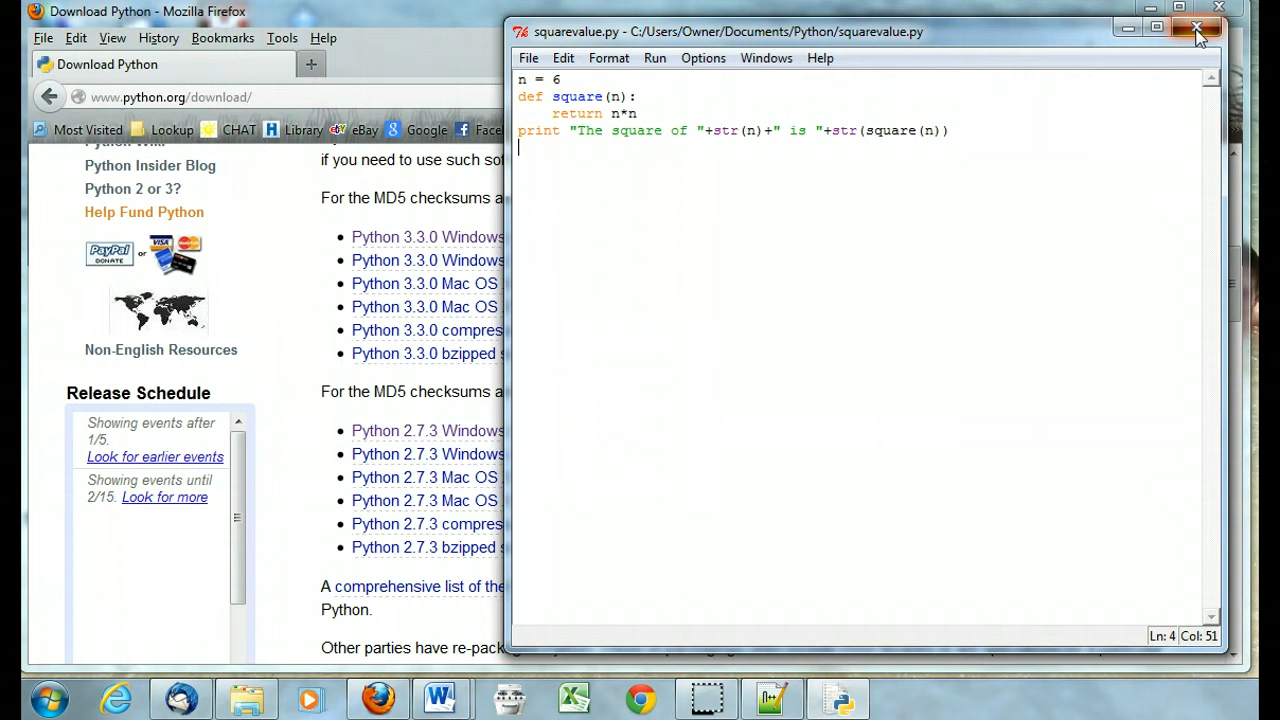 Download Python - Mozilla Firefox
File Edit View History Bookmarks Tools Help
Download Python
www.python.org/download/
Most Visited Lookup CHAT Library eBay Google
Python Insider Blog
Python 2 or 3?
Help Fund Python
PayPal
DONATE
or
VISA
MasterCard
Non-English Resources
Release Schedule
Showing events after
1/5.
Look for earlier events
Showing events until
2/15. Look for more
if you need to use such
For the MD5 checksums
Python 3.3.0 Windows
Python 3.3.0 Windows
Python 3.3.0 Mac OS
Python 3.3.0 Mac OS
Python 3.3.0
Python 3.3.0 bzipped
For the MD5 checksums
Python 2.7.3 Windows
Python 2.7.3 Windows
Python 2.7.3 Mac OS
Python 2.7.3 Mac OS
Python 2.7.3
Python 2.7.3 bzipped
A comprehensive list of the
Python.
Other parties have
squarevalue.py - C:/Users/Owner/Documents/Python/squarevalue.py
File Edit Format Run Options Windows Help
n = 6
def square(n):
    return n*n
print "The square of "+str(n)+" is "+str(square(n))
Ln: 4 Col: 51